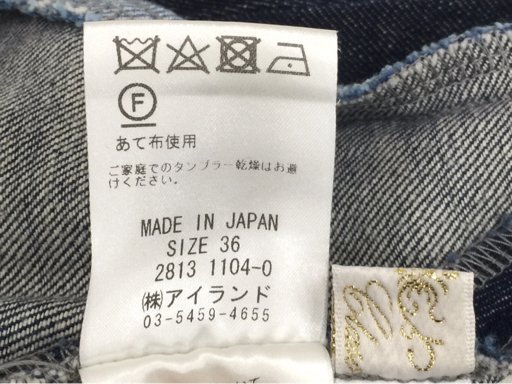 F
あて布使用
ご家庭でのタンブラー乾燥はお避
けください。
MADE IN JAPAN
SIZE 36
2813 1104-0
(株)アイランド
03-5459-4655